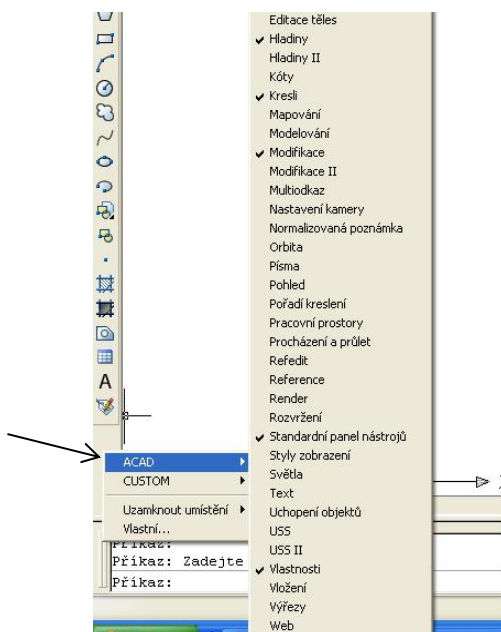 Editace těles
Hladiny
Hladiny II
Kóty
Kresli
Mapování
Modelování
Modifikace
Modifikace II
Multiodkaz
Nastavení kamery
Normalizovaná poznámka
Orbita
Písma
Pohled
Pořadí kreslení
Pracovní prostory
Procházení a průlet
Refedit
Reference
Render
Rozvržení
Standardní panel nástrojů
Styly zobrazení
Světla
Text
Uchopení objektů
USS
USS II
Vlastnosti
Vložení
Výřezy
Web
A
ACAD
CUSTOM
Uzamknout umístění
Vlastní...
Příkaz:
Příkaz: Zadejte
Příkaz: